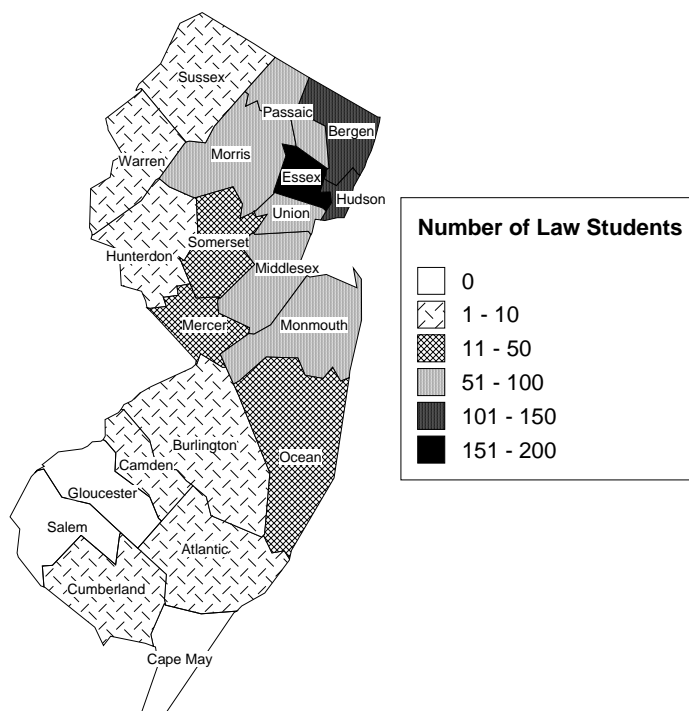 Sussex
Passaic
Bergen
Morris
Warren
Essex
Hudson
Union
Somerset
Hunterdon
Middlesex
Mercer
Monmouth
Burlington
Ocean
Camden
Gloucester
Salem
Atlantic
Cumberland
Cape May
Number of Law Students
0
1 - 10
11 - 50
51 - 100
101 - 150
151 - 200